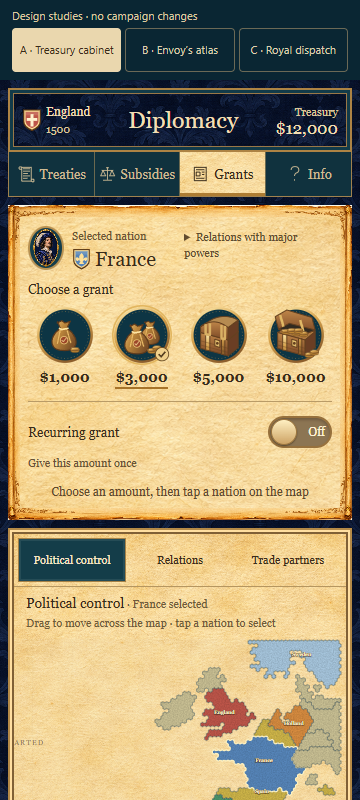 Design studies · no campaign changes
A · Treasury cabinet
B · Envoy's atlas
C · Royal dispatch
England
1500
Diplomacy
Treasury
$12,000
Treaties
Subsidies
Grants
Info
Selected nation
France
▶ Relations with major
powers
Choose a grant
$1,000
$3,000
$5,000
$10,000
Recurring grant
Off
Give this amount once
Choose an amount, then tap a nation on the map
Political control
Relations
Trade partners
Political control · France selected
Drag to move across the map · tap a nation to select
England
Holland
ARTED
France